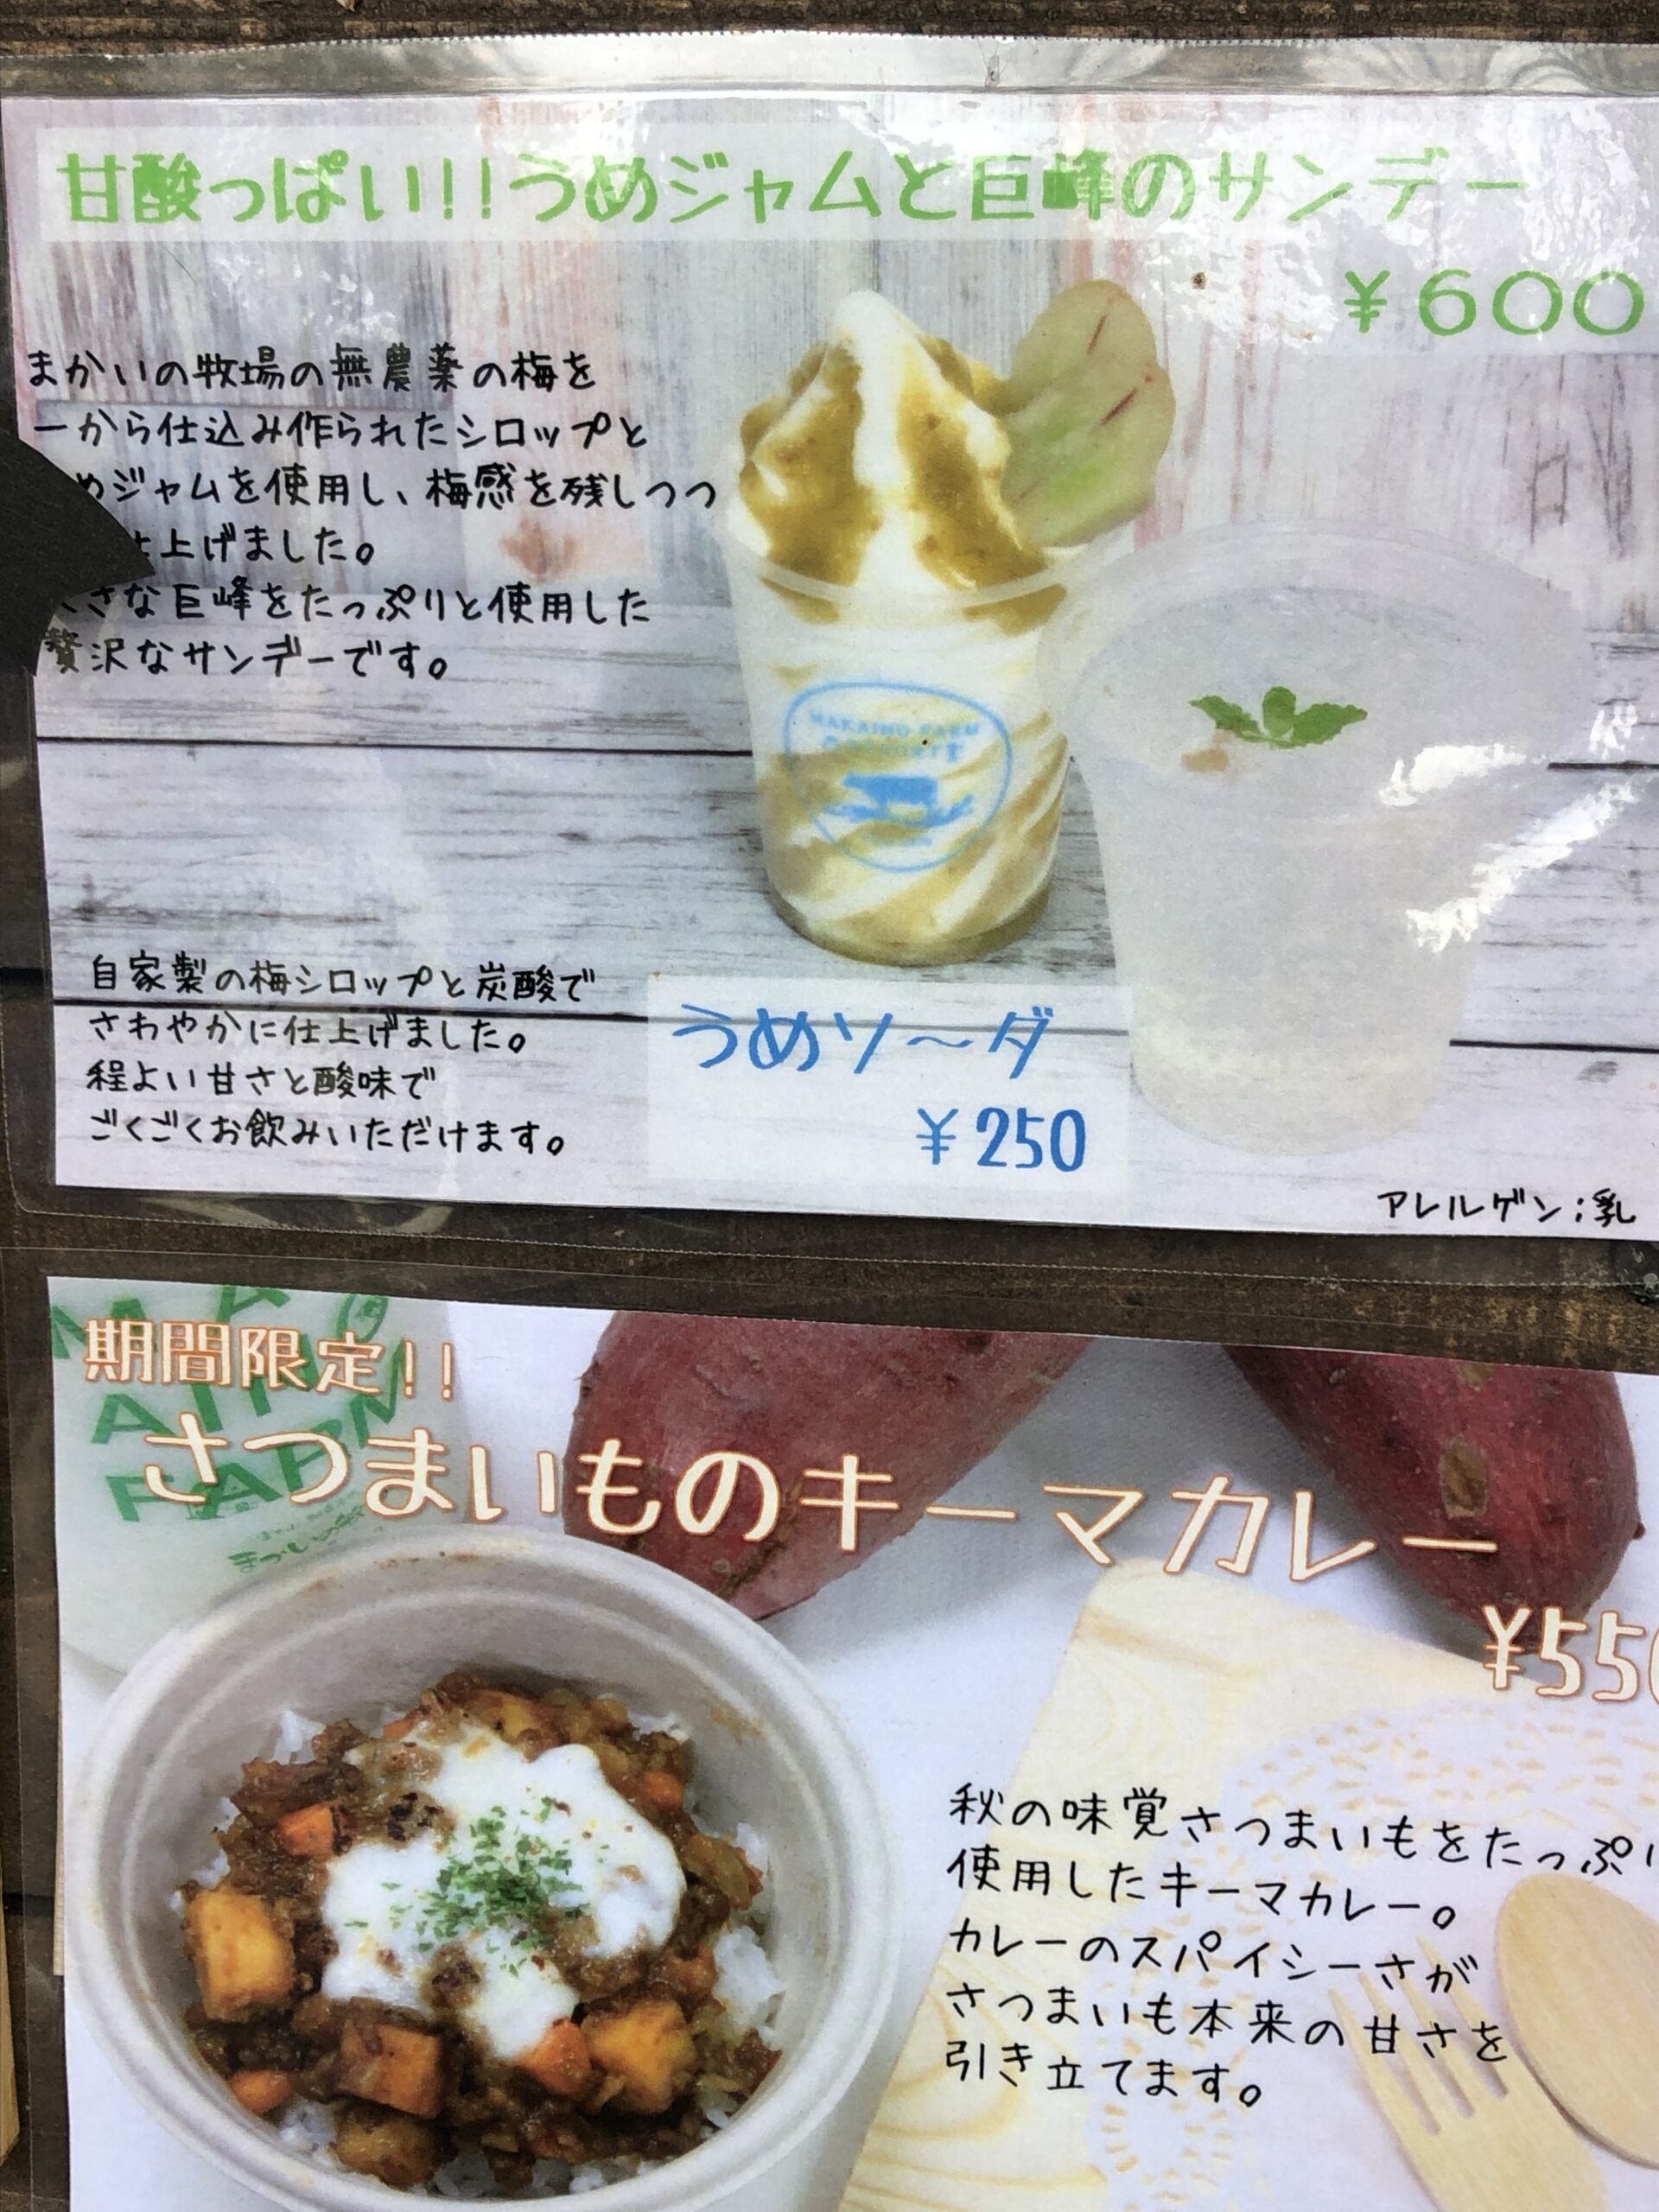 甘酸っぱい!!うめジャムと巨峰のサンデー
¥600
まかいの牧場の無農薬の梅を
一から仕込み作られたシロップと
めジャムを使用し、梅感を残しつつ
仕上げました。
さな巨峰をたっぷりと使用した
贅沢なサンデーです。
MAKAINO FARM
自家製の梅シロップと炭酸で
さわやかに仕上げました。
程よい甘さと酸味で
ごくごくお飲みいただけます。
うめソ〜ダ
¥250
アレルゲン;乳
期間限定!!
さつまいものキーマカレー
¥550
秋の味覚さつまいもをたっぷり
使用したキーマカレー。
カレーのスパイシーさが
さつまいも本来の甘さを
引き立てます。